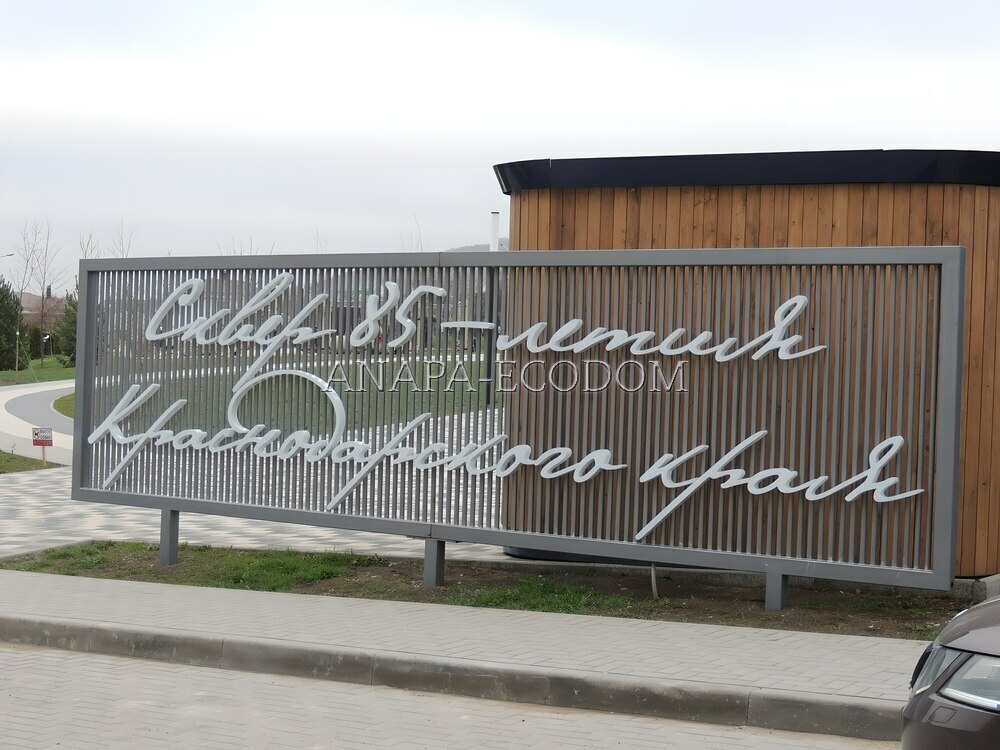 Сквер 85-летия
ANAPA-ECODOM
Краснодарского края